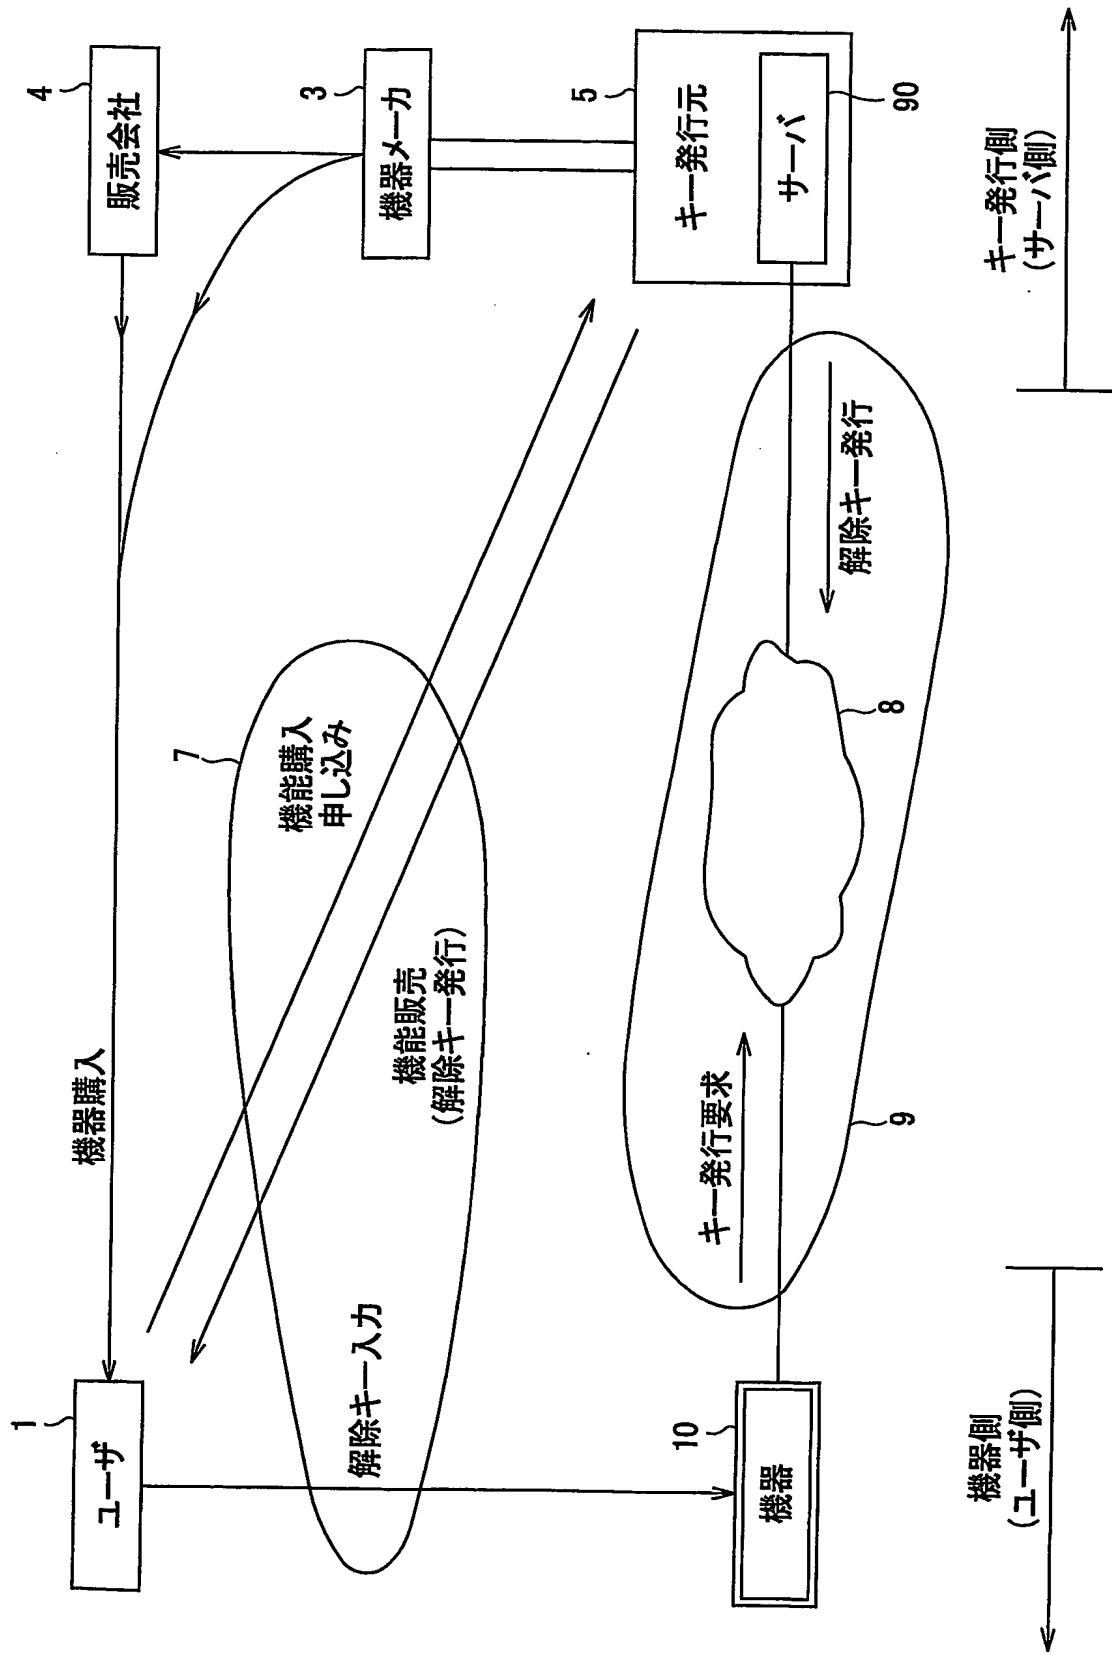 1
ユーザ
機器購入
4
販売会社
3
機器メーカ
5
キー発行元
サーバ
90
7
機能購入
申し込み
機能販売
(解除キー発行)
解除キー入力
10
機器
キー発行要求
8
解除キー発行
9
機器側
(ユーザ側)
キー発行側
(サーバ側)